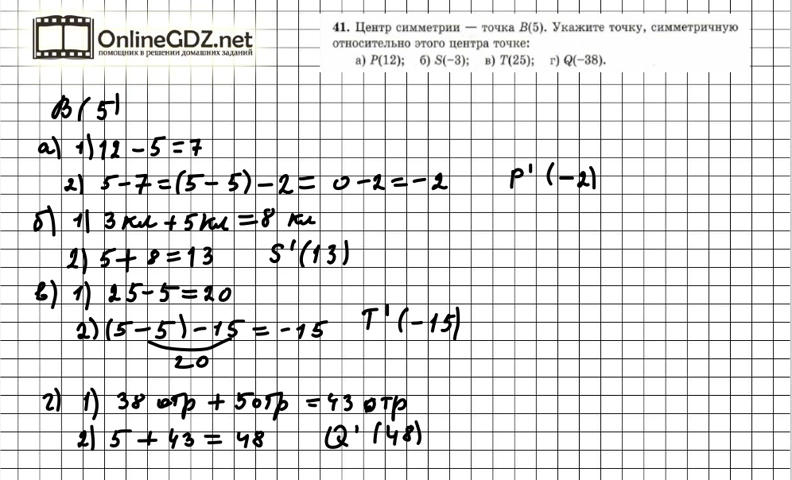 OnlineGDZ.net
помощник в решении домашних заданий
41. Центр симметрии — точка B(5). Укажите точку, симметричную
относительно этого центра точке:
а) P(12); б) S(−3); в) T(25); г) Q(−38).
B(5)
а) 1) 12 − 5 = 7
2) 5 − 7 = (5 − 5) − 2 = 0 − 2 = −2 P' (−2)
б) 1) 3 кл + 5 кл = 8 кл
2) 5 + 8 = 13 S' (13)
в) 1) 25 − 5 = 20
2) (5 − 5) − 15 = −15 T' (−15)
20
г) 1) 38 отр + 5 отр = 43 отр
2) 5 + 43 = 48 Q' (48)